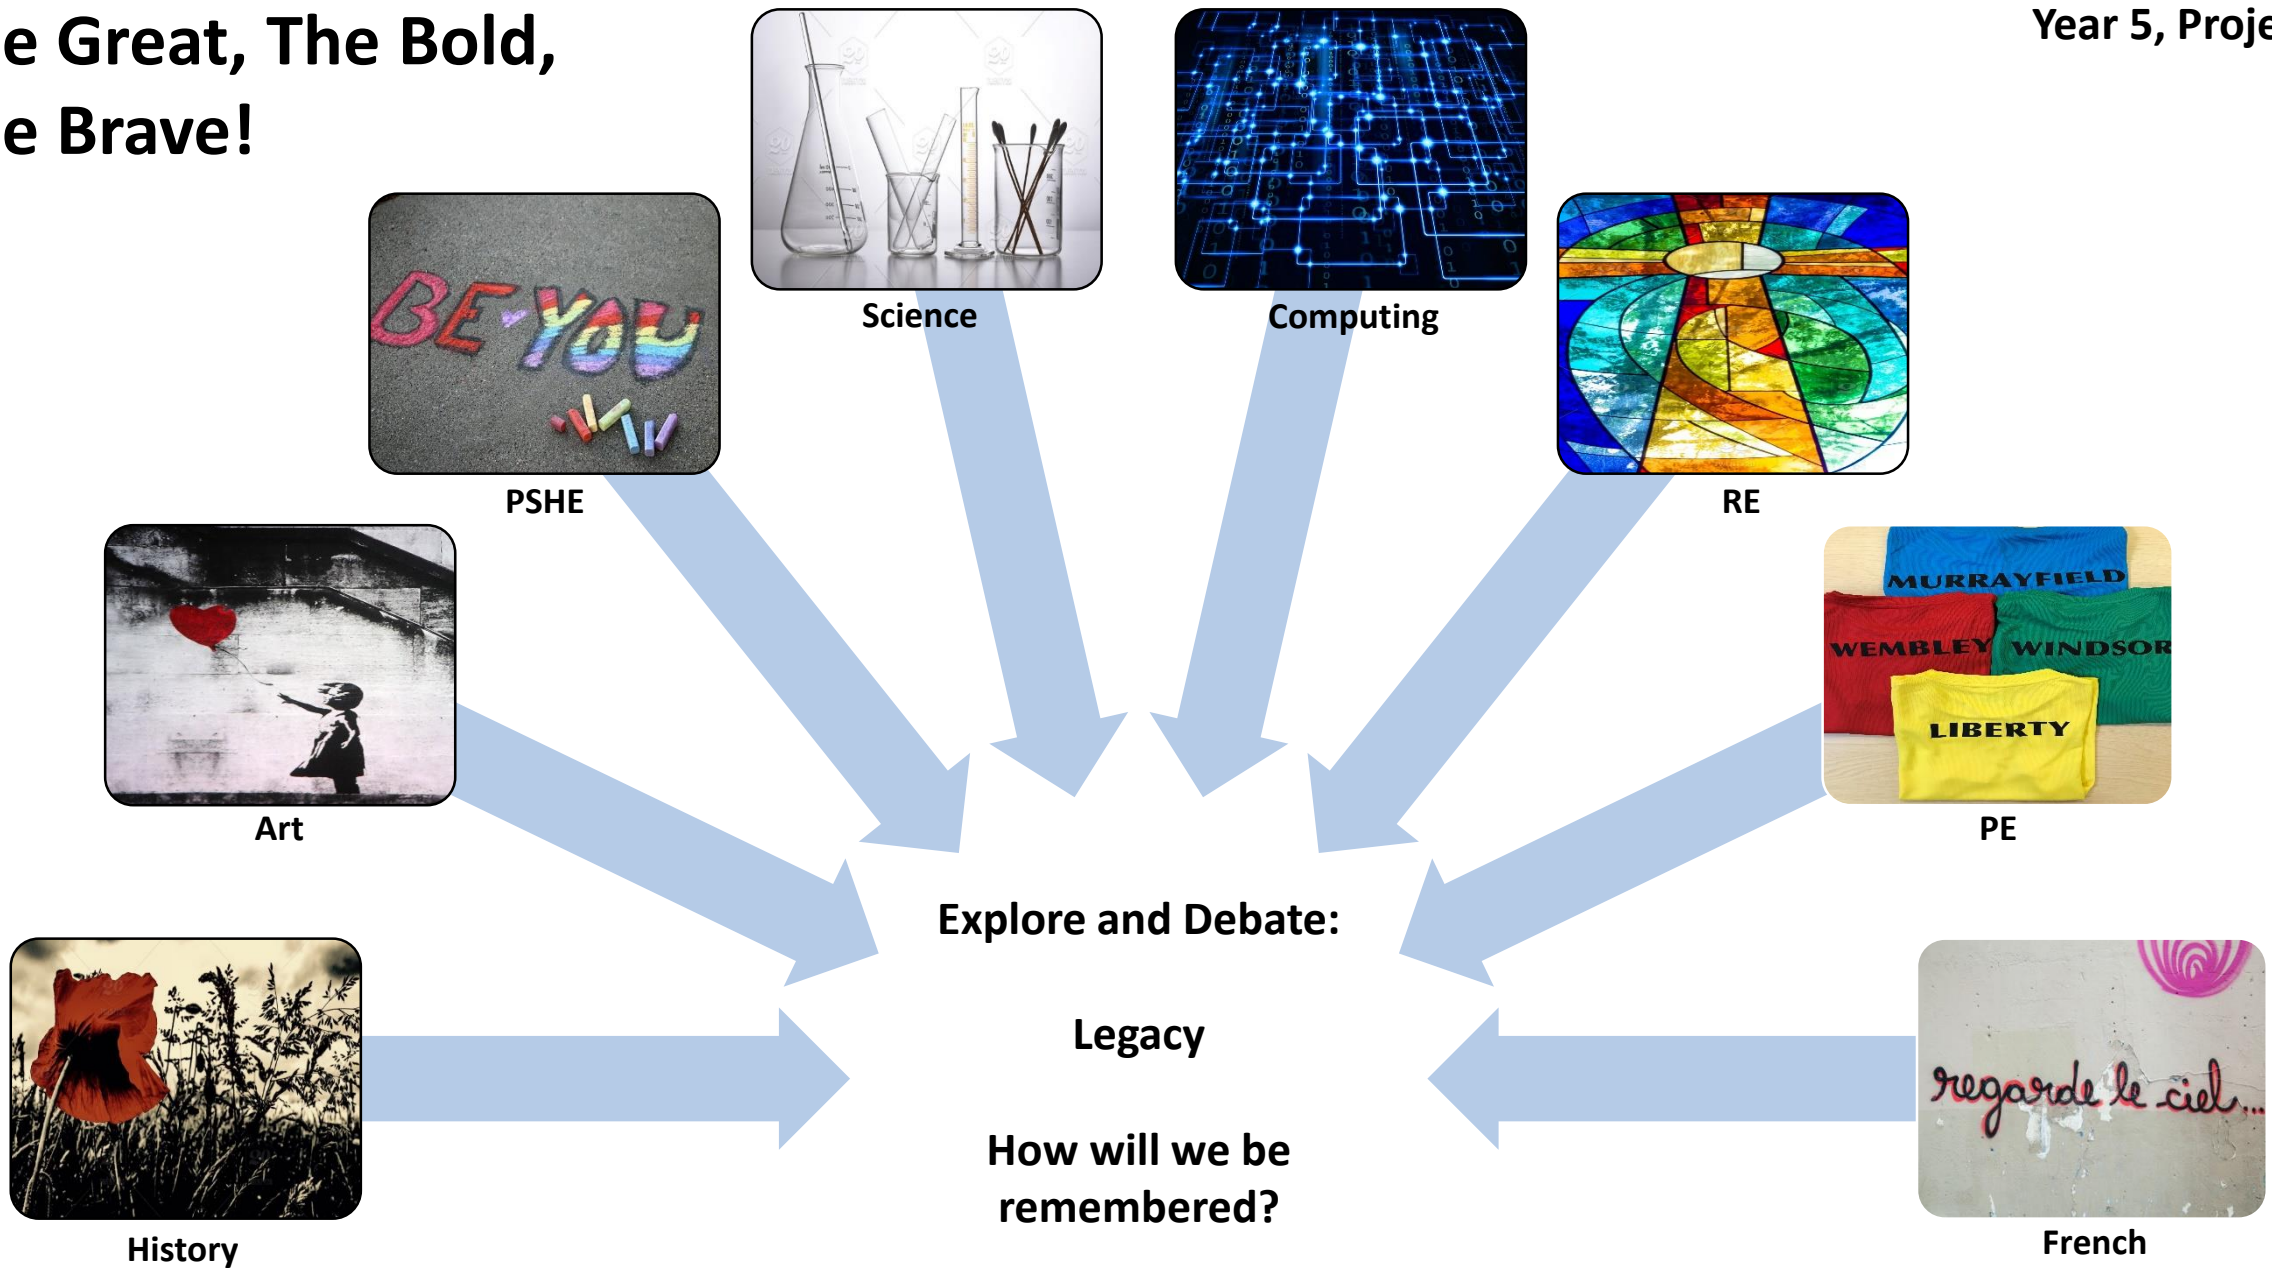 e Great, The Bold,
e Brave!
Year 5, Proje
Science
Computing
BE YOU
PSHE
RE
MURRAYFIELD
WEMBLEY
WINDSOR
LIBERTY
Art
PE
Explore and Debate:
Legacy
How will we be
remembered?
regarde le ciel...
History
French